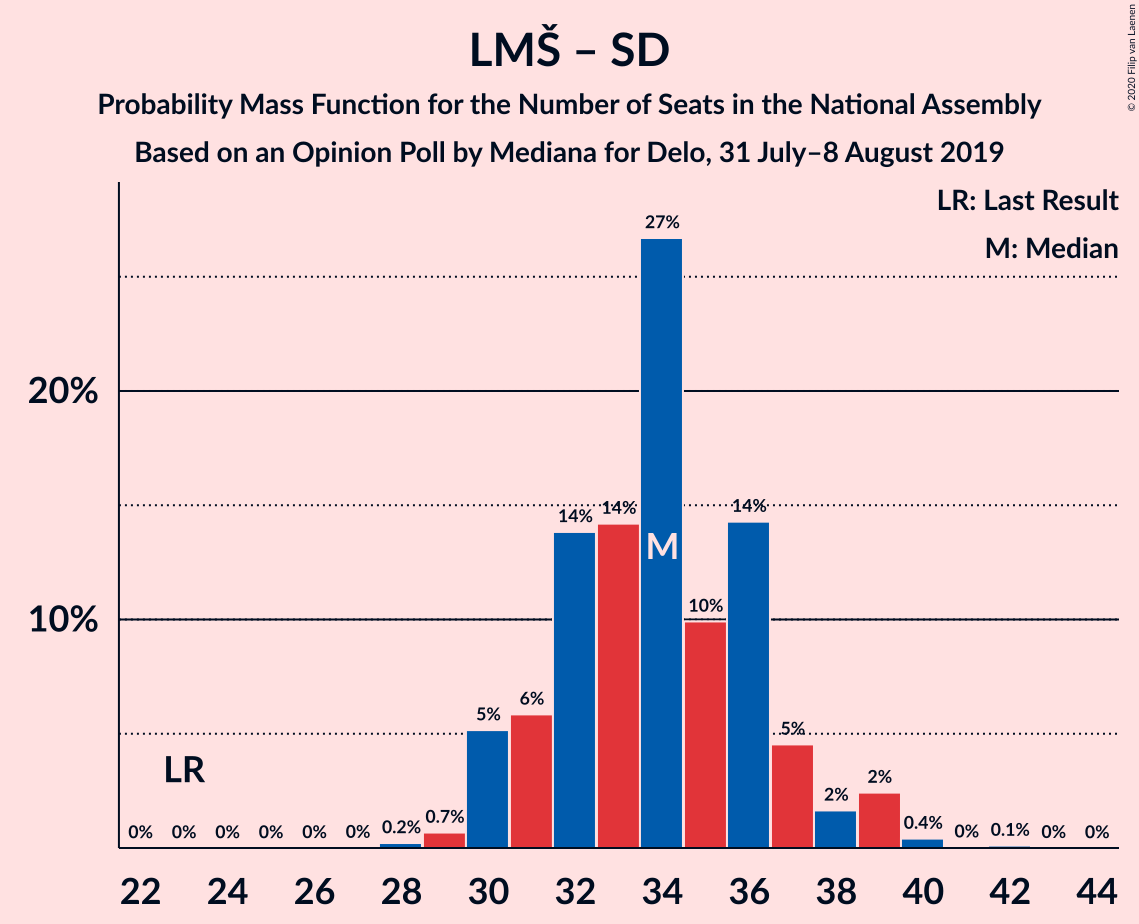 LMŠ – SD
Probability Mass Function for the Number of Seats in the National Assembly
Based on an Opinion Poll by Mediana for Delo, 31 July–8 August 2019
© 2020 Filip van Laenen
LR: Last Result
M: Median
20%
10%
LR
M
0% 0% 0% 0% 0% 0% 0.2% 0.7% 5% 6% 14% 14% 27% 10% 14% 5% 2% 2% 0.4% 0% 0.1% 0% 0%
22 24 26 28 30 32 34 36 38 40 42 44